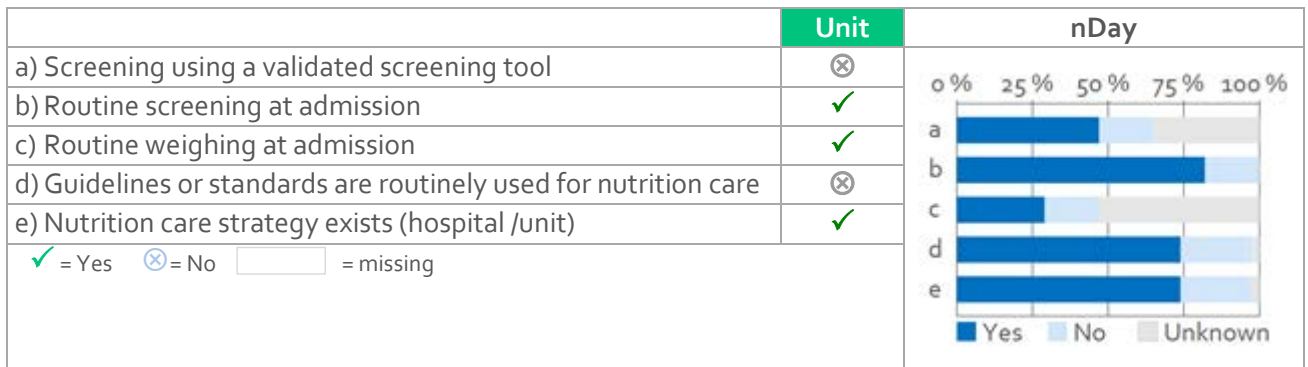 Unit nDay
a) Screening using a validated screening tool
b) Routine screening at admission
c) Routine weighing at admission
d) Guidelines or standards are routinely used for nutrition care
e) Nutrition care strategy exists (hospital /unit)
✓ = Yes ⊗ = No = missing
0 % 25 % 50 % 75 % 100 %
a
b
c
d
e
Yes No Unknown